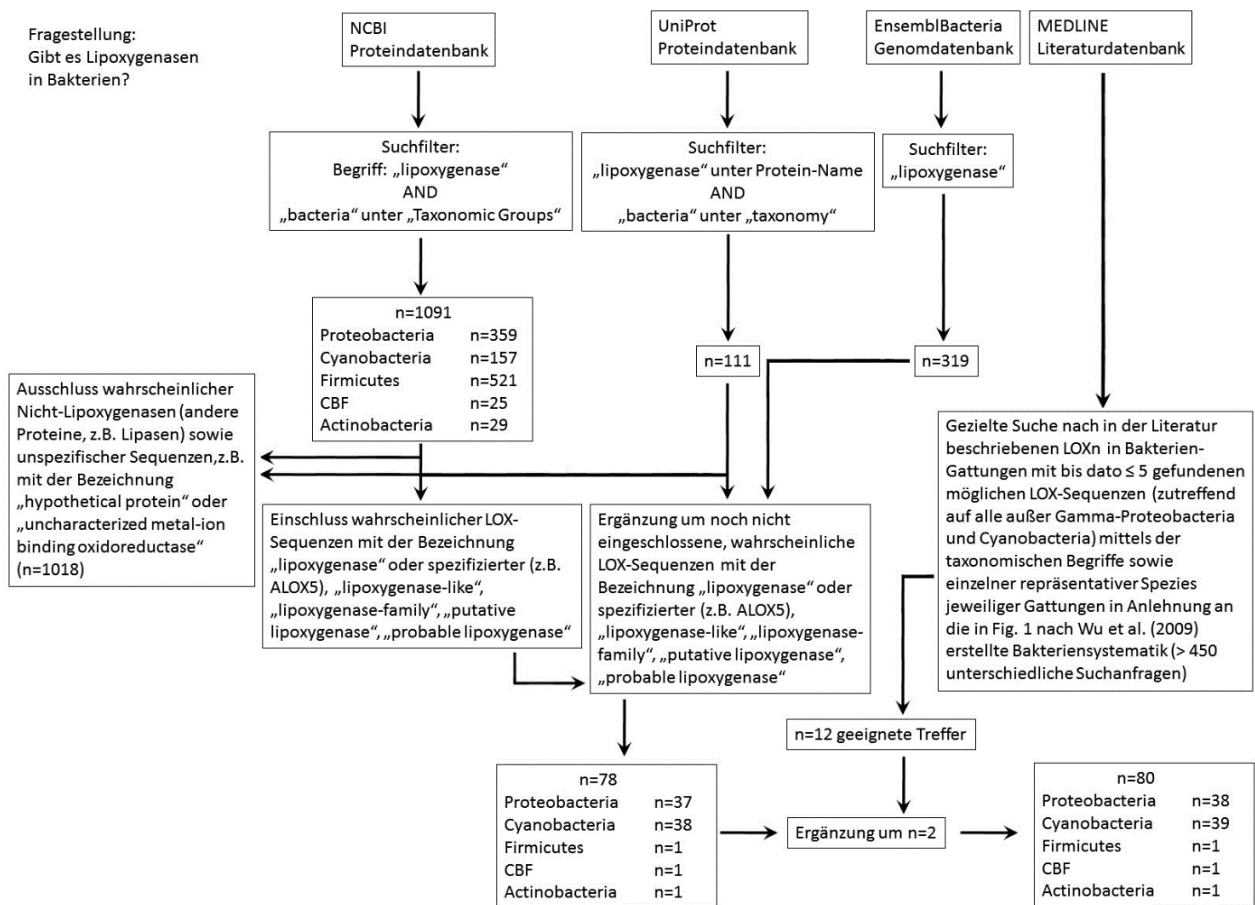 Fragestellung:
Gibt es Lipoxygenasen
in Bakterien?
NCBI
Proteindatenbank
UniProt
Proteindatenbank
EnsemblBacteria
Genomdatenbank
MEDLINE
Literaturdatenbank
Suchfilter:
Begriff: „lipoxygenase“
AND
„bacteria“ unter „Taxonomic Groups“
Suchfilter:
„lipoxygenase“ unter Protein-Name
AND
„bacteria“ unter „taxonomy“
Suchfilter:
„lipoxygenase“
n=1091
Proteobacteria n=359
Cyanobacteria n=157
Firmicutes n=521
CBF n=25
Actinobacteria n=29
n=111
n=319
Ausschluss wahrscheinlicher
Nicht-Lipoxygenasen (andere
Proteine, z.B. Lipasen) sowie
unspezifischer Sequenzen,z.B.
mit der Bezeichnung
„hypothetical protein“ oder
„uncharacterized metal-ion
binding oxidoreductase“
(n=1018)
Einschluss wahrscheinlicher LOX-
Sequenzen mit der Bezeichnung
„lipoxygenase“ oder spezifizierter (z.B.
ALOX5), „lipoxygenase-like“,
„lipoxygenase-family“, „putative
lipoxygenase“, „probable lipoxygenase“
Ergänzung um noch nicht
eingeschlossene, wahrscheinliche
LOX-Sequenzen mit der
Bezeichnung „lipoxygenase“ oder
spezifizierter (z.B. ALOX5),
„lipoxygenase-like“, „lipoxygenase-
family“, „putative lipoxygenase“,
„probable lipoxygenase“
Gezielte Suche nach in der Literatur
beschriebenen LOXn in Bakterien-
Gattungen mit bis dato ≤ 5 gefundenen
möglichen LOX-Sequenzen (zutreffend
auf alle außer Gamma-Proteobacteria
und Cyanobacteria) mittels der
taxonomischen Begriffe sowie
einzelner repräsentativer Spezies
jeweiliger Gattungen in Anlehnung an
die in Fig. 1 nach Wu et al. (2009)
erstellte Bakteriensystematik (> 450
unterschiedliche Suchanfragen)
n=12 geeignete Treffer
n=78
Proteobacteria n=37
Cyanobacteria n=38
Firmicutes n=1
CBF n=1
Actinobacteria n=1
Ergänzung um n=2
n=80
Proteobacteria n=38
Cyanobacteria n=39
Firmicutes n=1
CBF n=1
Actinobacteria n=1